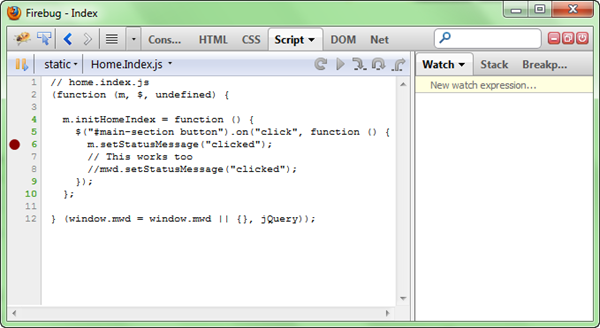 Firebug - Index
Cons... HTML CSS Script DOM Net
static Home.Index.js
Watch Stack Breakp...
New watch expression...
1 // home.index.js
2 (function (m, $, undefined) {
3
4 m.initHomeIndex = function () {
5 $("#main-section button").on("click", function () {
6 m.setStatusMessage("clicked");
7 // This works too
8 //mwd.setStatusMessage("clicked");
9 });
10 };
11
12 } (window.mwd = window.mwd || {}, jQuery));